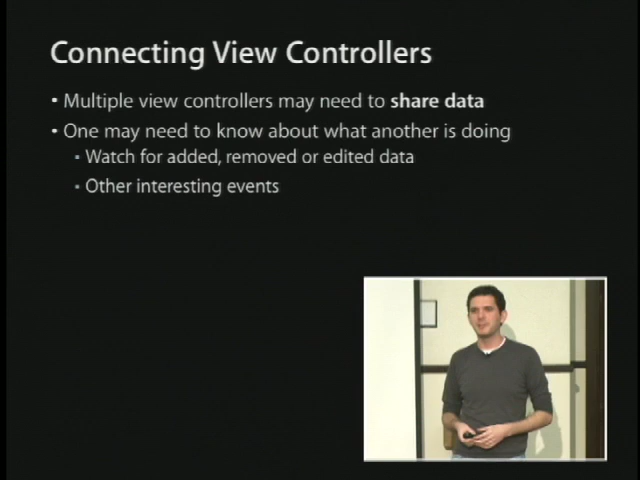 Connecting View Controllers
• Multiple view controllers may need to share data
• One may need to know about what another is doing
▪ Watch for added, removed or edited data
▪ Other interesting events